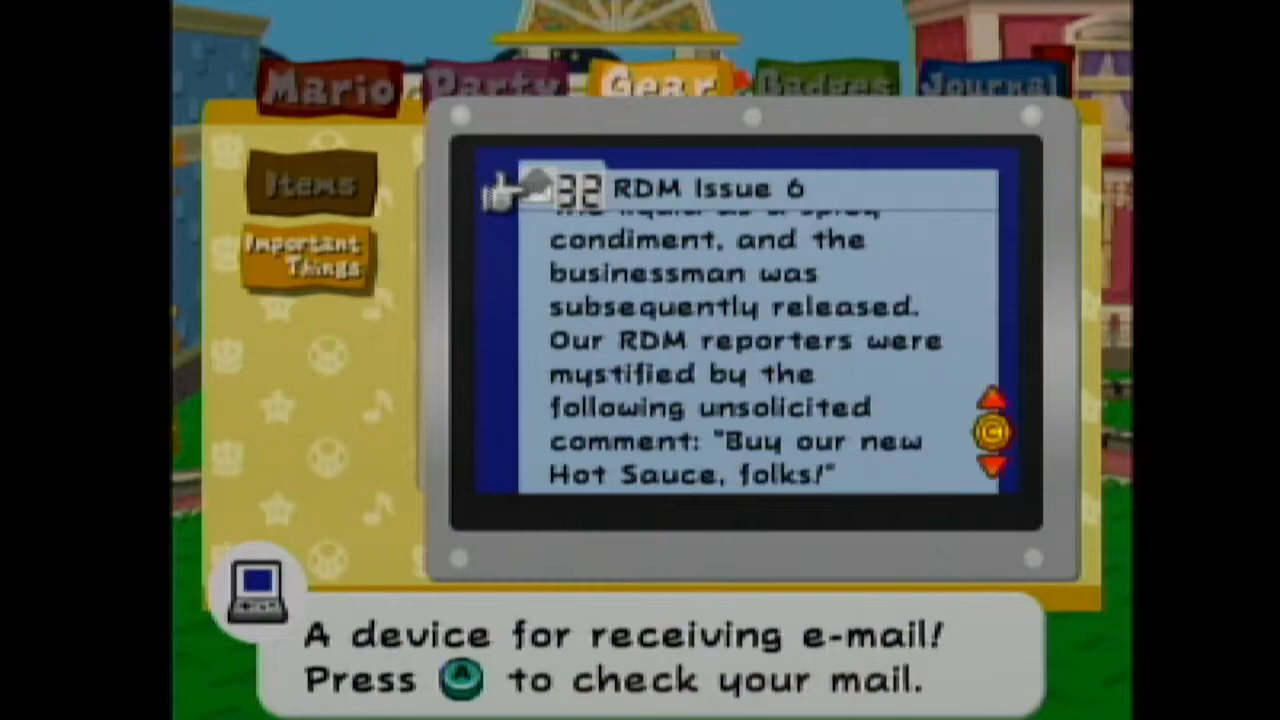 Mario Party Gear Badges Journal
Items
Important
Things
32 RDM Issue 6
condiment, and the
businessman was
subsequently released.
Our RDM reporters were
mystified by the
following unsolicited
comment: "Buy our new
Hot Sauce, folks!"
C
A device for receiving e-mail!
Press A to check your mail.